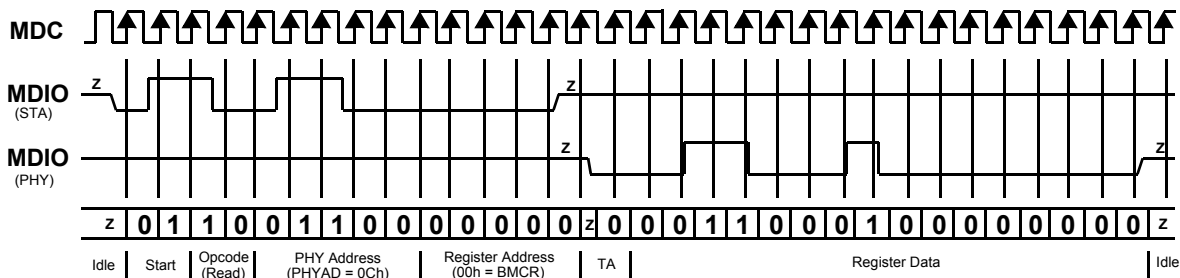 MDC
MDIO
(STA)
z
z
MDIO
(PHY)
z
z
z 0 1 1 0 0 1 1 0 0 0 0 0 0 0 z 0 0 0 1 1 0 0 0 1 0 0 0 0 0 0 0 0 z
Idle
Start
Opcode
(Read)
PHY Address
(PHYAD = 0Ch)
Register Address
(00h = BMCR)
TA
Register Data
Idle